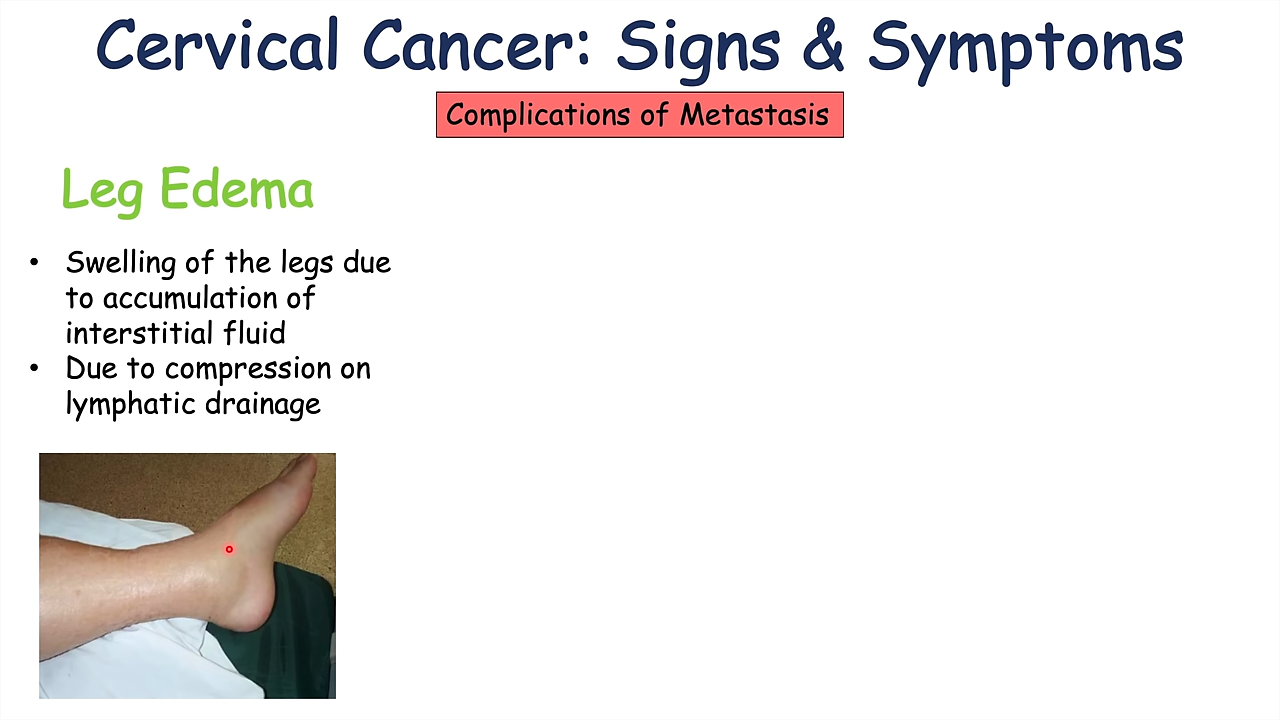 Cervical Cancer: Signs & Symptoms
Complications of Metastasis
Leg Edema
• Swelling of the legs due
to accumulation of
interstitial fluid
• Due to compression on
lymphatic drainage